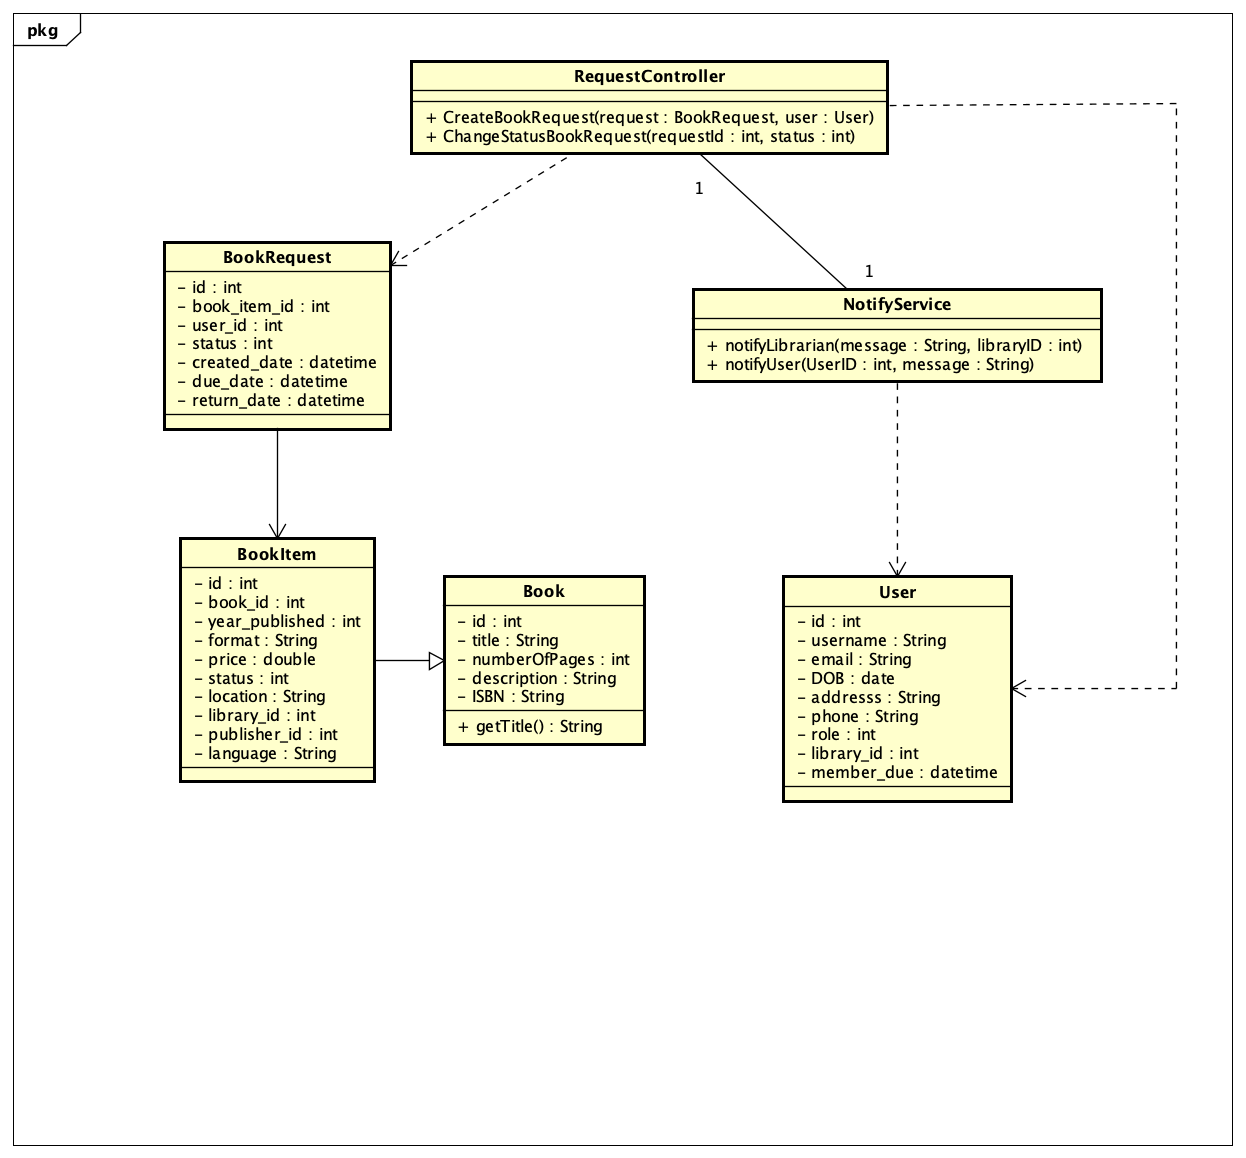 pkg
RequestController
+ CreateBookRequest(request : BookRequest, user : User)
+ ChangeStatusBookRequest(requestId : int, status : int)
1
1
BookRequest
- id : int
- book_item_id : int
- user_id : int
- status : int
- created_date : datetime
- due_date : datetime
- return_date : datetime
NotifyService
+ notifyLibrarian(message : String, libraryID : int)
+ notifyUser(UserID : int, message : String)
BookItem
- id : int
- book_id : int
- year_published : int
- format : String
- price : double
- status : int
- location : String
- library_id : int
- publisher_id : int
- language : String
Book
- id : int
- title : String
- numberOfPages : int
- description : String
- ISBN : String
+ getTitle() : String
User
- id : int
- username : String
- email : String
- DOB : date
- addresss : String
- phone : String
- role : int
- library_id : int
- member_due : datetime